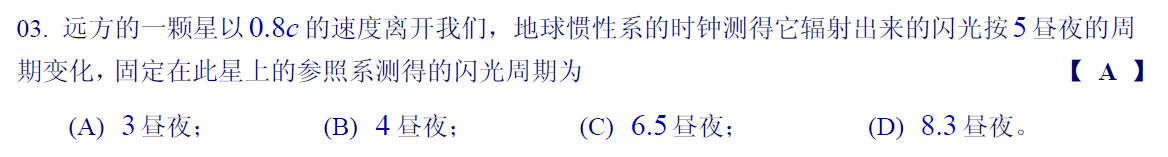 03. 远方的一颗星以 0.8c 的速度离开我们，地球惯性系的时钟测得它辐射出来的闪光按 5 昼夜的周
期变化，固定在此星上的参照系测得的闪光周期为 【 A 】
(A) 3 昼夜； (B) 4 昼夜； (C) 6.5 昼夜； (D) 8.3 昼夜。